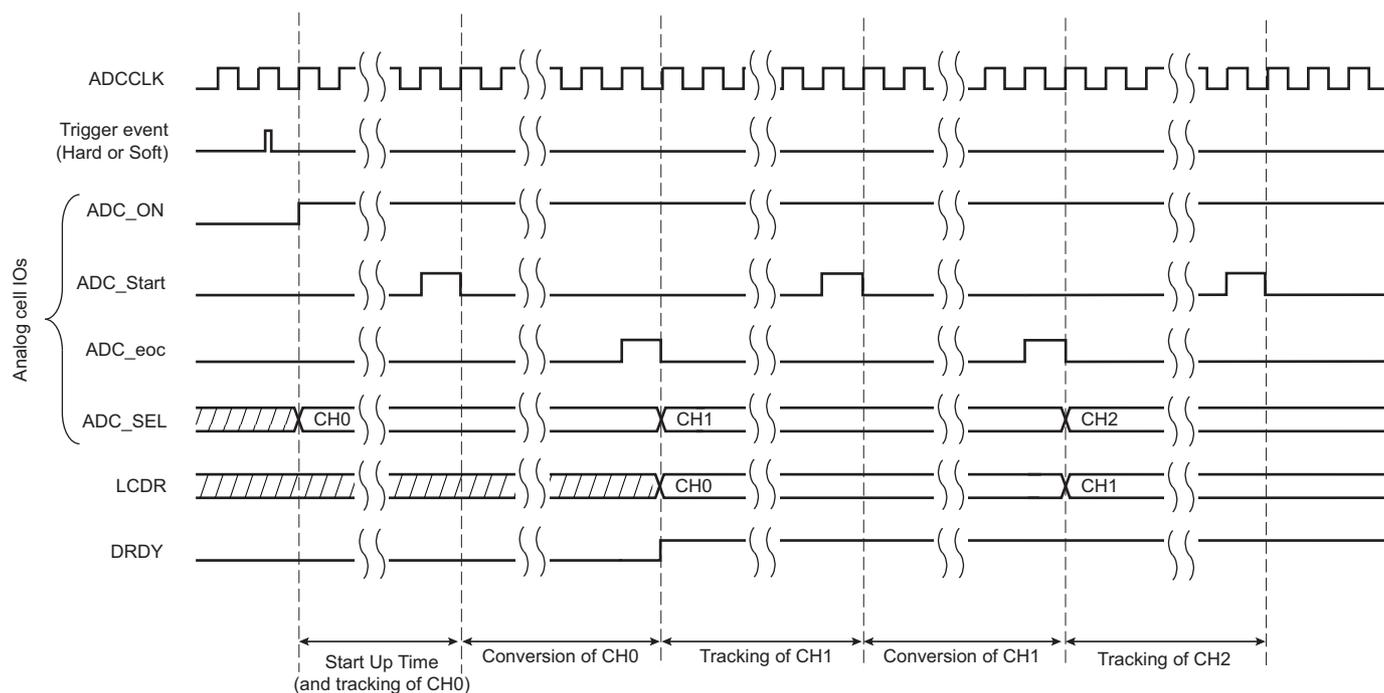 ADCCLK
Trigger event
(Hard or Soft)
Analog cell IOs
ADC_ON
ADC_Start
ADC_eoc
ADC_SEL
CH0
CH1
CH2
LCDR
CH0
CH1
DRDY
Start Up Time
(and tracking of CH0)
Conversion of CH0
Tracking of CH1
Conversion of CH1
Tracking of CH2